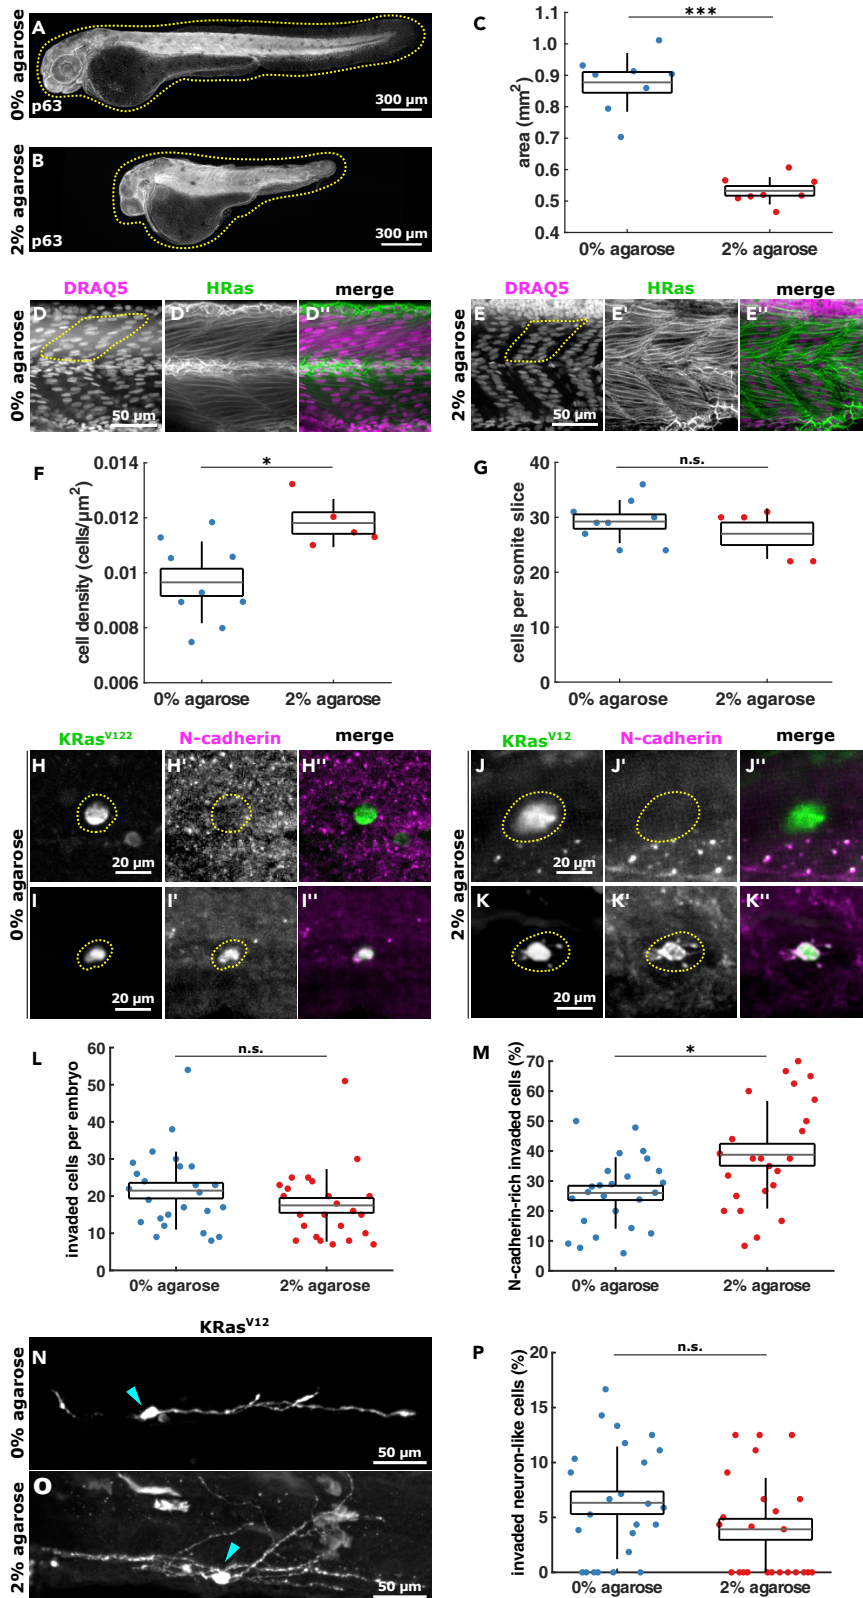 A
0% agarose
p63
300 µm
B
2% agarose
p63
300 µm
C
***
area (mm2)
1.1
1.0
0.9
0.8
0.7
0.6
0.5
0.4
0% agarose
2% agarose
DRAQ5
HRas
merge
0% agarose
D
D'
D''
50 µm
DRAQ5
HRas
merge
2% agarose
E
E'
E''
50 µm
F
*
cell density (cells/µm2)
0.014
0.012
0.01
0.008
0.006
0% agarose
2% agarose
G
n.s.
cells per somite slice
40
30
20
10
0
0% agarose
2% agarose
KRasV122
N-cadherin
merge
0% agarose
H
H'
H''
20 µm
I
I'
I''
20 µm
KRasV12
N-cadherin
merge
2% agarose
J
J'
J''
20 µm
K
K'
K''
20 µm
L
n.s.
invaded cells per embryo
60
50
40
30
20
10
0
0% agarose
2% agarose
M
*
N-cadherin-rich invaded cells (%)
70
60
50
40
30
20
10
0
0% agarose
2% agarose
KRasV12
0% agarose
N
50 µm
2% agarose
O
50 µm
P
n.s.
invaded neuron-like cells (%)
20
15
10
5
0
0% agarose
2% agarose